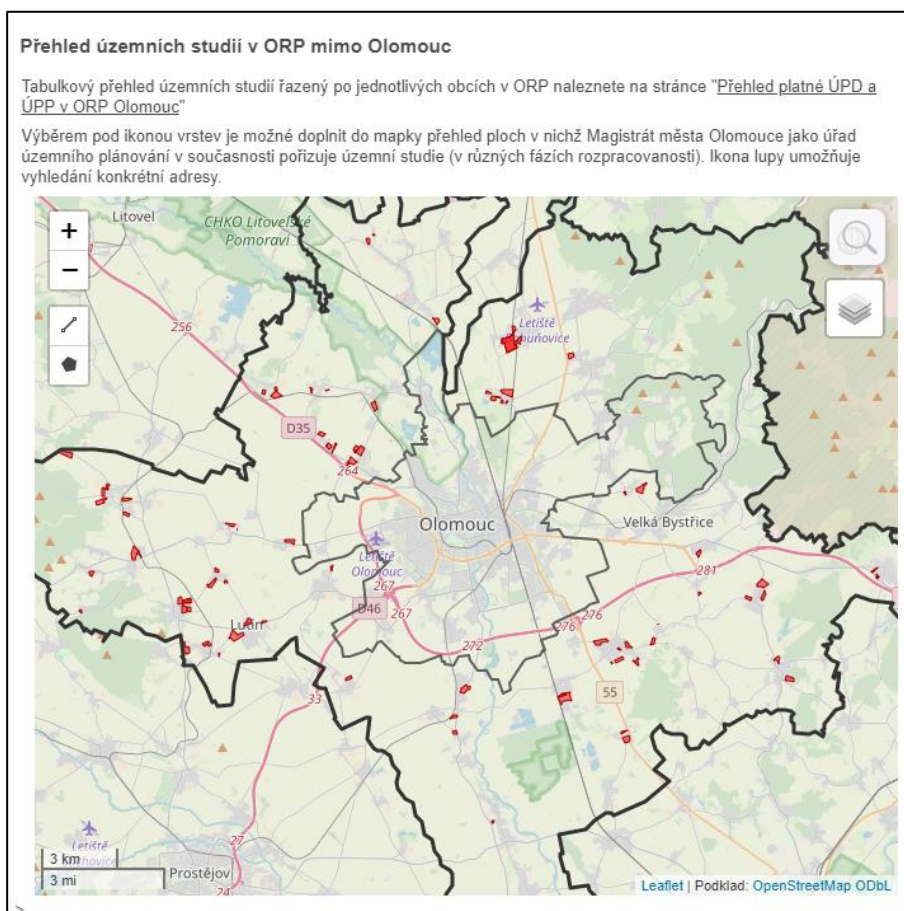 Přehled územních studií v ORP mimo Olomouc
Tabulkový přehled územních studií řazený po jednotlivých obcích v ORP naleznete na stránce "Přehled platné ÚPD a
ÚPP v ORP Olomouc"
Výběrem pod ikonou vrstev je možné doplnit do mapky přehled ploch v nichž Magistrát města Olomouce jako úřad
územního plánování v současnosti pořizuje územní studie (v různých fázích rozpracovanosti). Ikona lupy umožňuje
vyhledání konkrétní adresy.
+
−
Litovel
CHKO Litovelské
Pomoraví
256
Letiště
D35
264
Olomouc
Velká Bystřice
Letiště
Olomouc
281
267
D46
267
276
276
272
33
55
Letiště
27
Prostějov
24
3 km
3 mi
Leaflet | Podklad: OpenStreetMap ODbL